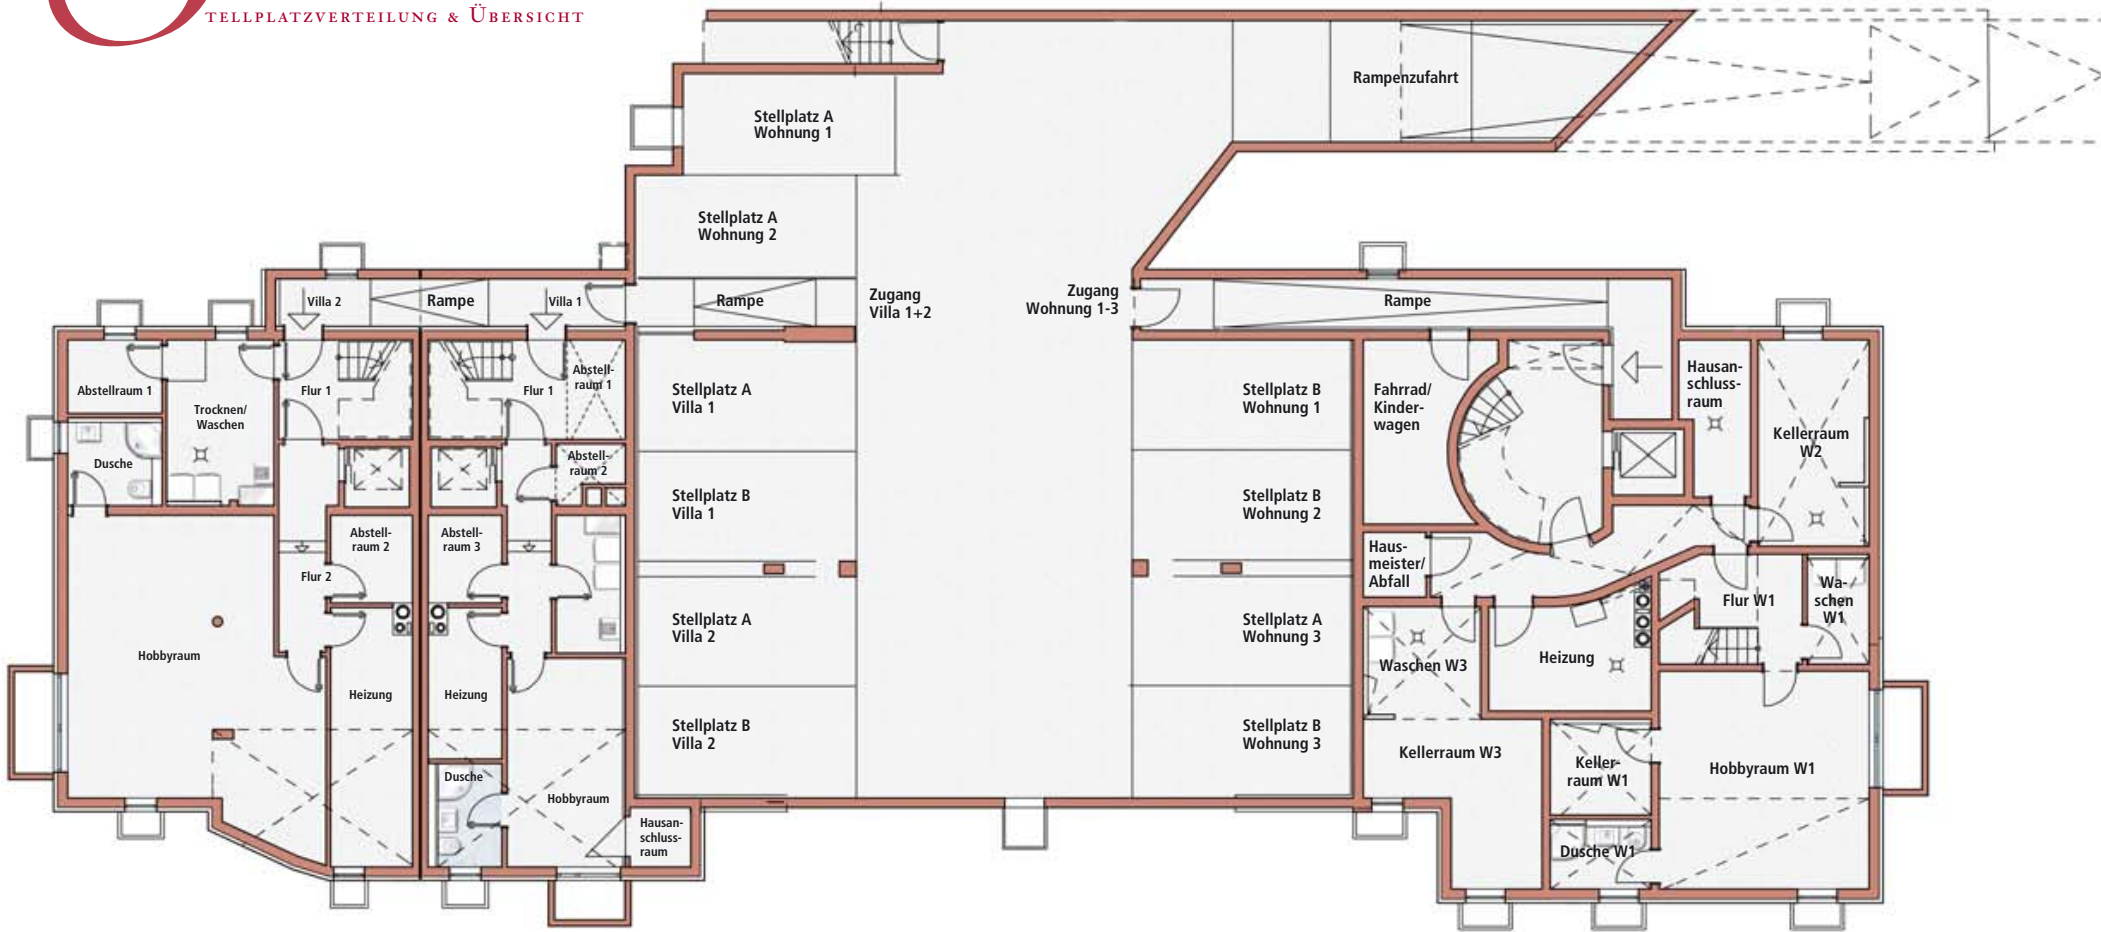 TELLPLATZVERTEILUNG & ÜBERSICHT
Rampenzufahrt
Stellplatz A
Wohnung 1
Stellplatz A
Wohnung 2
Villa 2
Rampe
Villa 1
Rampe
Zugang
Villa 1+2
Zugang
Wohnung 1-3
Rampe
Abstellraum 1
Trocknen/
Waschen
Flur 1
Flur 1
Abstell-
raum 1
Dusche
Abstell-
raum 2
Abstell-
raum 2
Abstell-
raum 3
Flur 2
Hobbyraum
Heizung
Heizung
Dusche
Hobbyraum
Hausan-
schluss-
raum
Stellplatz A
Villa 1
Stellplatz B
Villa 1
Stellplatz A
Villa 2
Stellplatz B
Villa 2
Stellplatz B
Wohnung 1
Stellplatz B
Wohnung 2
Stellplatz A
Wohnung 3
Stellplatz B
Wohnung 3
Fahrrad/
Kinder-
wagen
Hausan-
schluss-
raum
Kellerraum
W2
Haus-
meister/
Abfall
Flur W1
Wa-
schen
W1
Waschen W3
Heizung
Kellerraum W3
Keller-
raum W1
Hobbyraum W1
Dusche W1